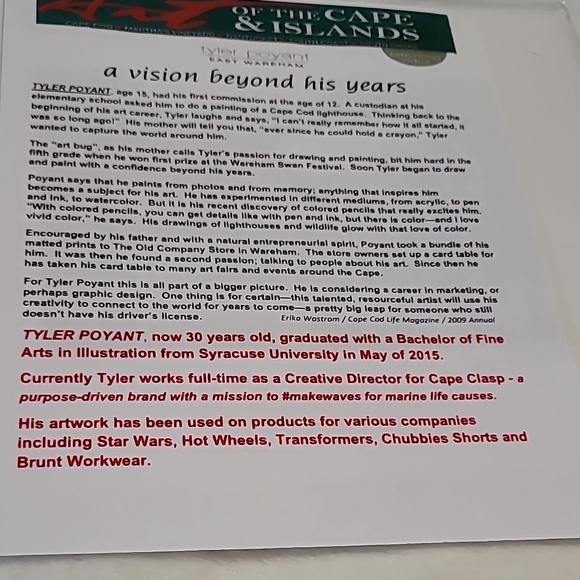 Art OF THE CAPE
& ISLANDS
CAPE COD
tyler poyant
EAST WAREHAM
a vision beyond his years
TYLER POYANT, age 15, had his first commission at the age of 12. A custodian at his
elementary school asked him to do a painting of a Cape Cod lighthouse. Thinking back to the
beginning of his art career, Tyler laughs and says, "I can't really remember how it all started, it
was so long ago!" His mother will tell you that, "ever since he could hold a crayon," Tyler
wanted to capture the world around him.
The "art bug", as his mother calls Tyler's passion for drawing and painting, bit him hard in the
fifth grade when he won first prize at the Wareham Swan Festival. Soon Tyler began to draw
and paint with a confidence beyond his years.
Poyant says that he paints from photos and from memory; anything that inspires him
becomes a subject for his art. He has experimented in different mediums, from acrylic, to pen
and ink, to watercolor. But it is his recent discovery of colored pencils that really excites him.
"With colored pencils, you can get details like with pen and ink, but there is color—and I love
vivid color," he says. His drawings of lighthouses and wildlife glow with that love of color.
Encouraged by his father and with a natural entrepreneurial spirit, Poyant took a bundle of his
matted prints to The Old Company Store in Wareham. The store owners set up a card table for
him. It was then he found a second passion; talking to people about his art. Since then he
has taken his card table to many art fairs and events around the Cape.
For Tyler Poyant this is all part of a bigger picture. He is considering a career in marketing, or
perhaps graphic design. One thing is for certain—this talented, resourceful artist will use his
creativity to connect to the world for years to come—a pretty big leap for someone who still
doesn't have his driver's license. Erika Wastrom / Cape Cod Life Magazine / 2009 Annual
TYLER POYANT, now 30 years old, graduated with a Bachelor of Fine
Arts in Illustration from Syracuse University in May of 2015.
Currently Tyler works full-time as a Creative Director for Cape Clasp - a
purpose-driven brand with a mission to #makewaves for marine life causes.
His artwork has been used on products for various companies
including Star Wars, Hot Wheels, Transformers, Chubbies Shorts and
Brunt Workwear.